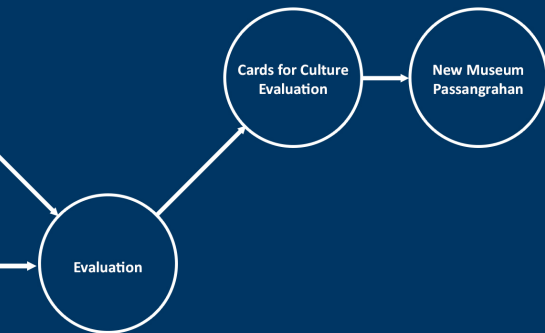 Cards for Culture
Evaluation
New Museum
Passangrahan
Evaluation